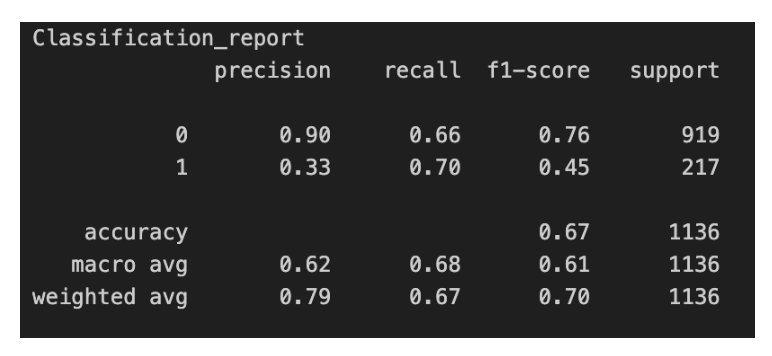 Classification_report
precision recall f1-score support
0 0.90 0.66 0.76 919
1 0.33 0.70 0.45 217
accuracy 0.67 1136
macro avg 0.62 0.68 0.61 1136
weighted avg 0.79 0.67 0.70 1136